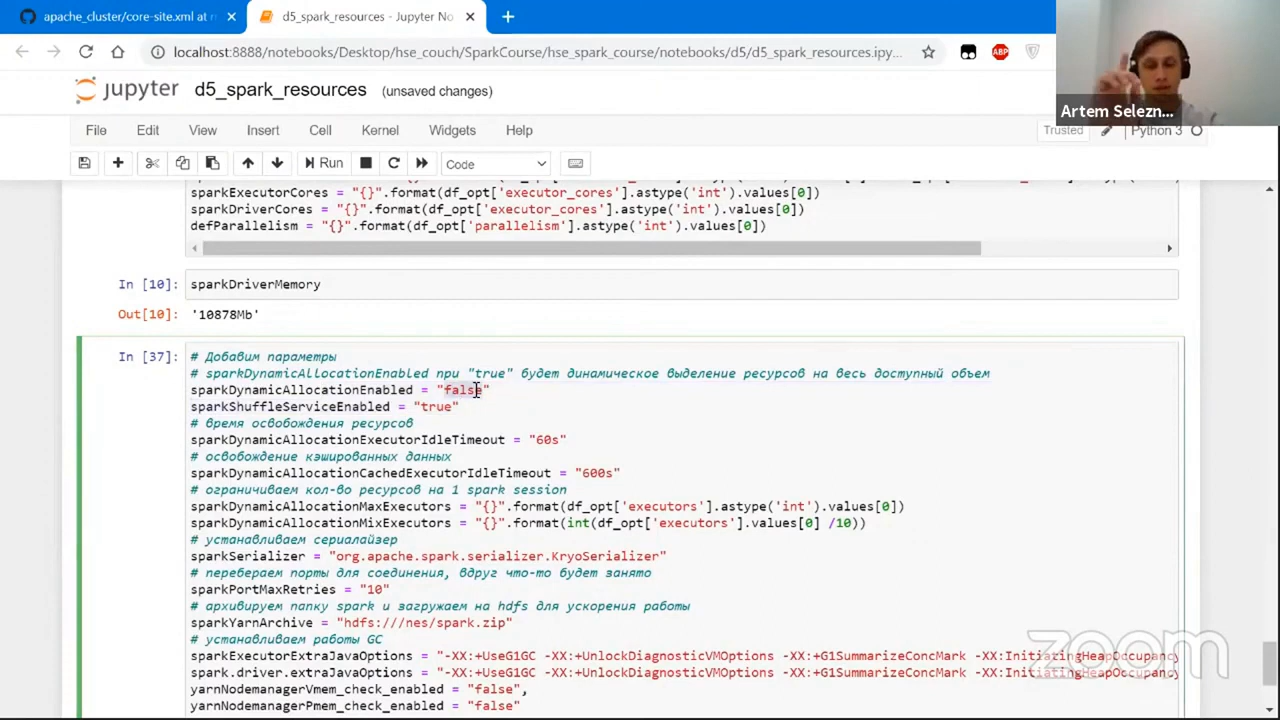 apache_cluster/core-site.xml at m
d5_spark_resources - Jupyter No
localhost:8888/notebooks/Desktop/hse_couch/SparkCourse/hse_spark_course/notebooks/d5/d5_spark_resources.ipy...
ABP
Artem Selezn...
jupyter d5_spark_resources (unsaved changes)
File Edit View Insert Cell Kernel Widgets Help
Trusted Python 3
Run Code
sparkExecutorCores = "{}".format(df_opt['executor_cores'].astype('int').values[0])
sparkDriverCores = "{}".format(df_opt['executor_cores'].astype('int').values[0])
defParallelism = "{}".format(df_opt['parallelism'].astype('int').values[0])
In [10]: sparkDriverMemory
Out[10]: '10878Mb'
In [37]: # Добавим параметры
# sparkDynamicAllocationEnabled при "true" будет динамическое выделение ресурсов на весь доступный обьем
sparkDynamicAllocationEnabled = "false"
sparkShuffleServiceEnabled = "true"
# время освобождения ресурсов
sparkDynamicAllocationExecutorIdleTimeout = "60s"
# освобождение кэшированных данных
sparkDynamicAllocationCachedExecutorIdleTimeout = "600s"
# ограничиваем кол-во ресурсов на 1 spark session
sparkDynamicAllocationMaxExecutors = "{}".format(df_opt['executors'].astype('int').values[0])
sparkDynamicAllocationMixExecutors = "{}".format(int(df_opt['executors'].values[0] /10))
# устанавливаем сериалайзер
sparkSerializer = "org.apache.spark.serializer.KryoSerializer"
# перебераем порты для соединения, вдруг что-то будет занято
sparkPortMaxRetries = "10"
# архивируем папку spark и загружаем на hdfs для ускорения работы
sparkYarnArchive = "hdfs:///nes/spark.zip"
# устанавливаем работы GC
sparkExecutorExtraJavaOptions = "-XX:+UseG1GC -XX:+UnlockDiagnosticVMOptions -XX:+G1SummarizeConcMark -XX:InitiatingHeapOccupancy
spark.driver.extraJavaOptions = "-XX:+UseG1GC -XX:+UnlockDiagnosticVMOptions -XX:+G1SummarizeConcMark -XX:InitiatingHeapOccupancy
yarnNodemanagerVmem_check_enabled = "false",
yarnNodemanagerPmem_check_enabled = "false"
zoom